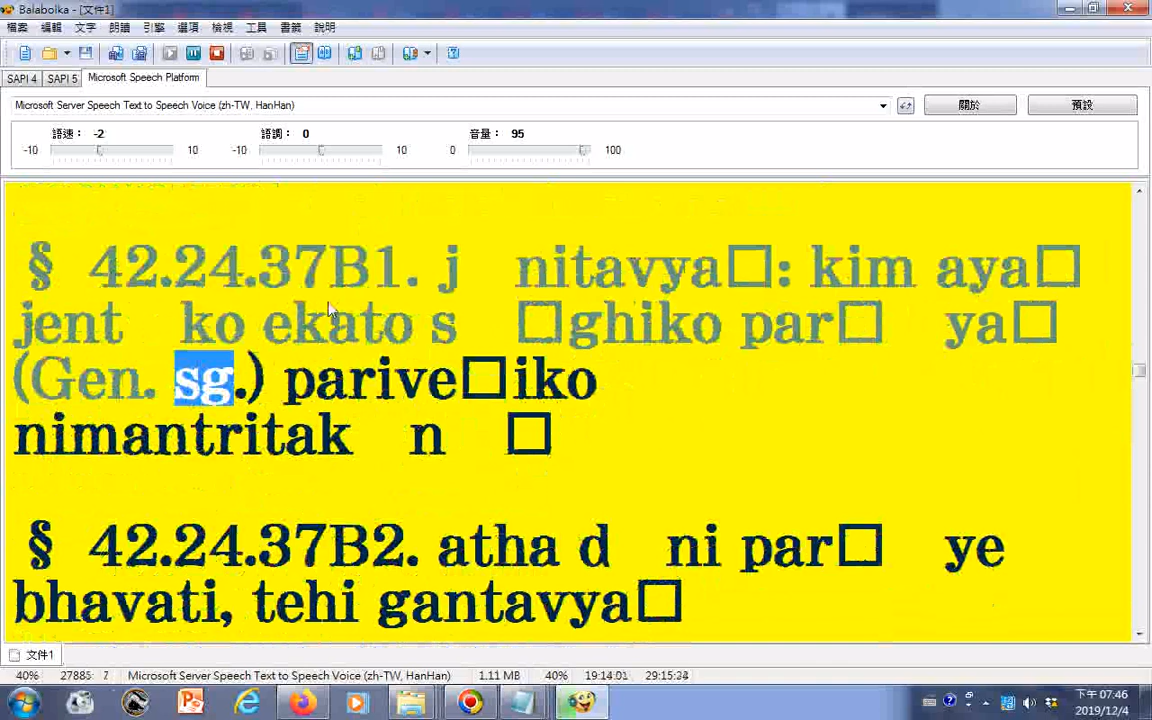 Balabolka - [文件1]
檔案 編輯 文字 朗讀 引擎 選項 檢視 工具 書籤 說明
SAPI 4 SAPI 5 Microsoft Speech Platform
Microsoft Server Speech Text to Speech Voice (zh-TW, HanHan) 關於 預設
語速： -2 語調： 0 音量： 95
-10 10 -10 10 0 100
§ 42.24.37B1. j nitavya□: kim aya□
jent ko ekato s □ghiko par□ ya□
(Gen. sg.) parive□iko
nimantritak n □
§ 42.24.37B2. atha d ni par□ ye
bhavati, tehi gantavya□
文件1
40% 27885: 7 Microsoft Server Speech Text to Speech Voice (zh-TW, HanHan) 1.11 MB 40% 19:14:01 29:15:28
下午 07:46
2019/12/4